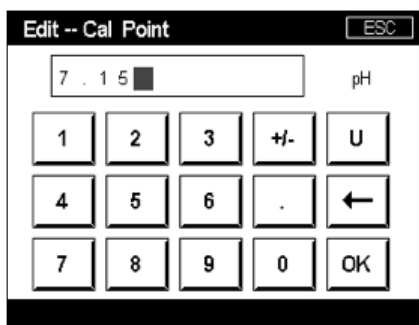 Edit -- Cal Point ESC
7 . 1 5 pH
1 2 3 +/- U
4 5 6 . ←
7 8 9 0 OK